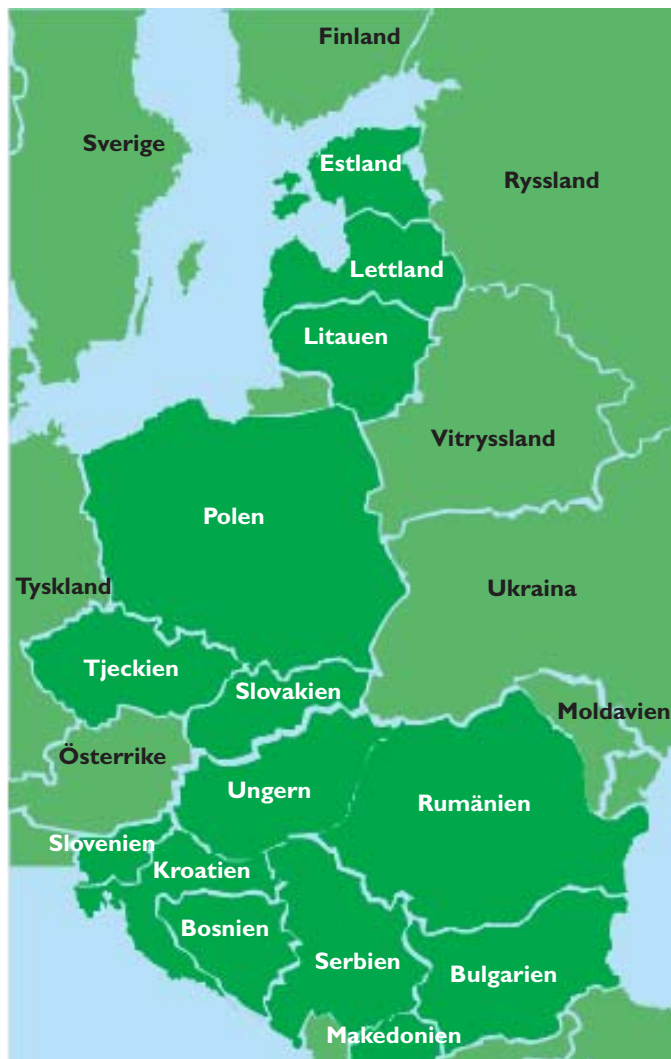 Finland
Sverige
Estland
Ryssland
Lettland
Litauen
Vitryssland
Polen
Tyskland
Ukraina
Tjeckien
Slovakien
Moldavien
Österrike
Ungern
Rumänien
Slovenien
Kroatien
Bosnien
Serbien
Bulgarien
Makedonien